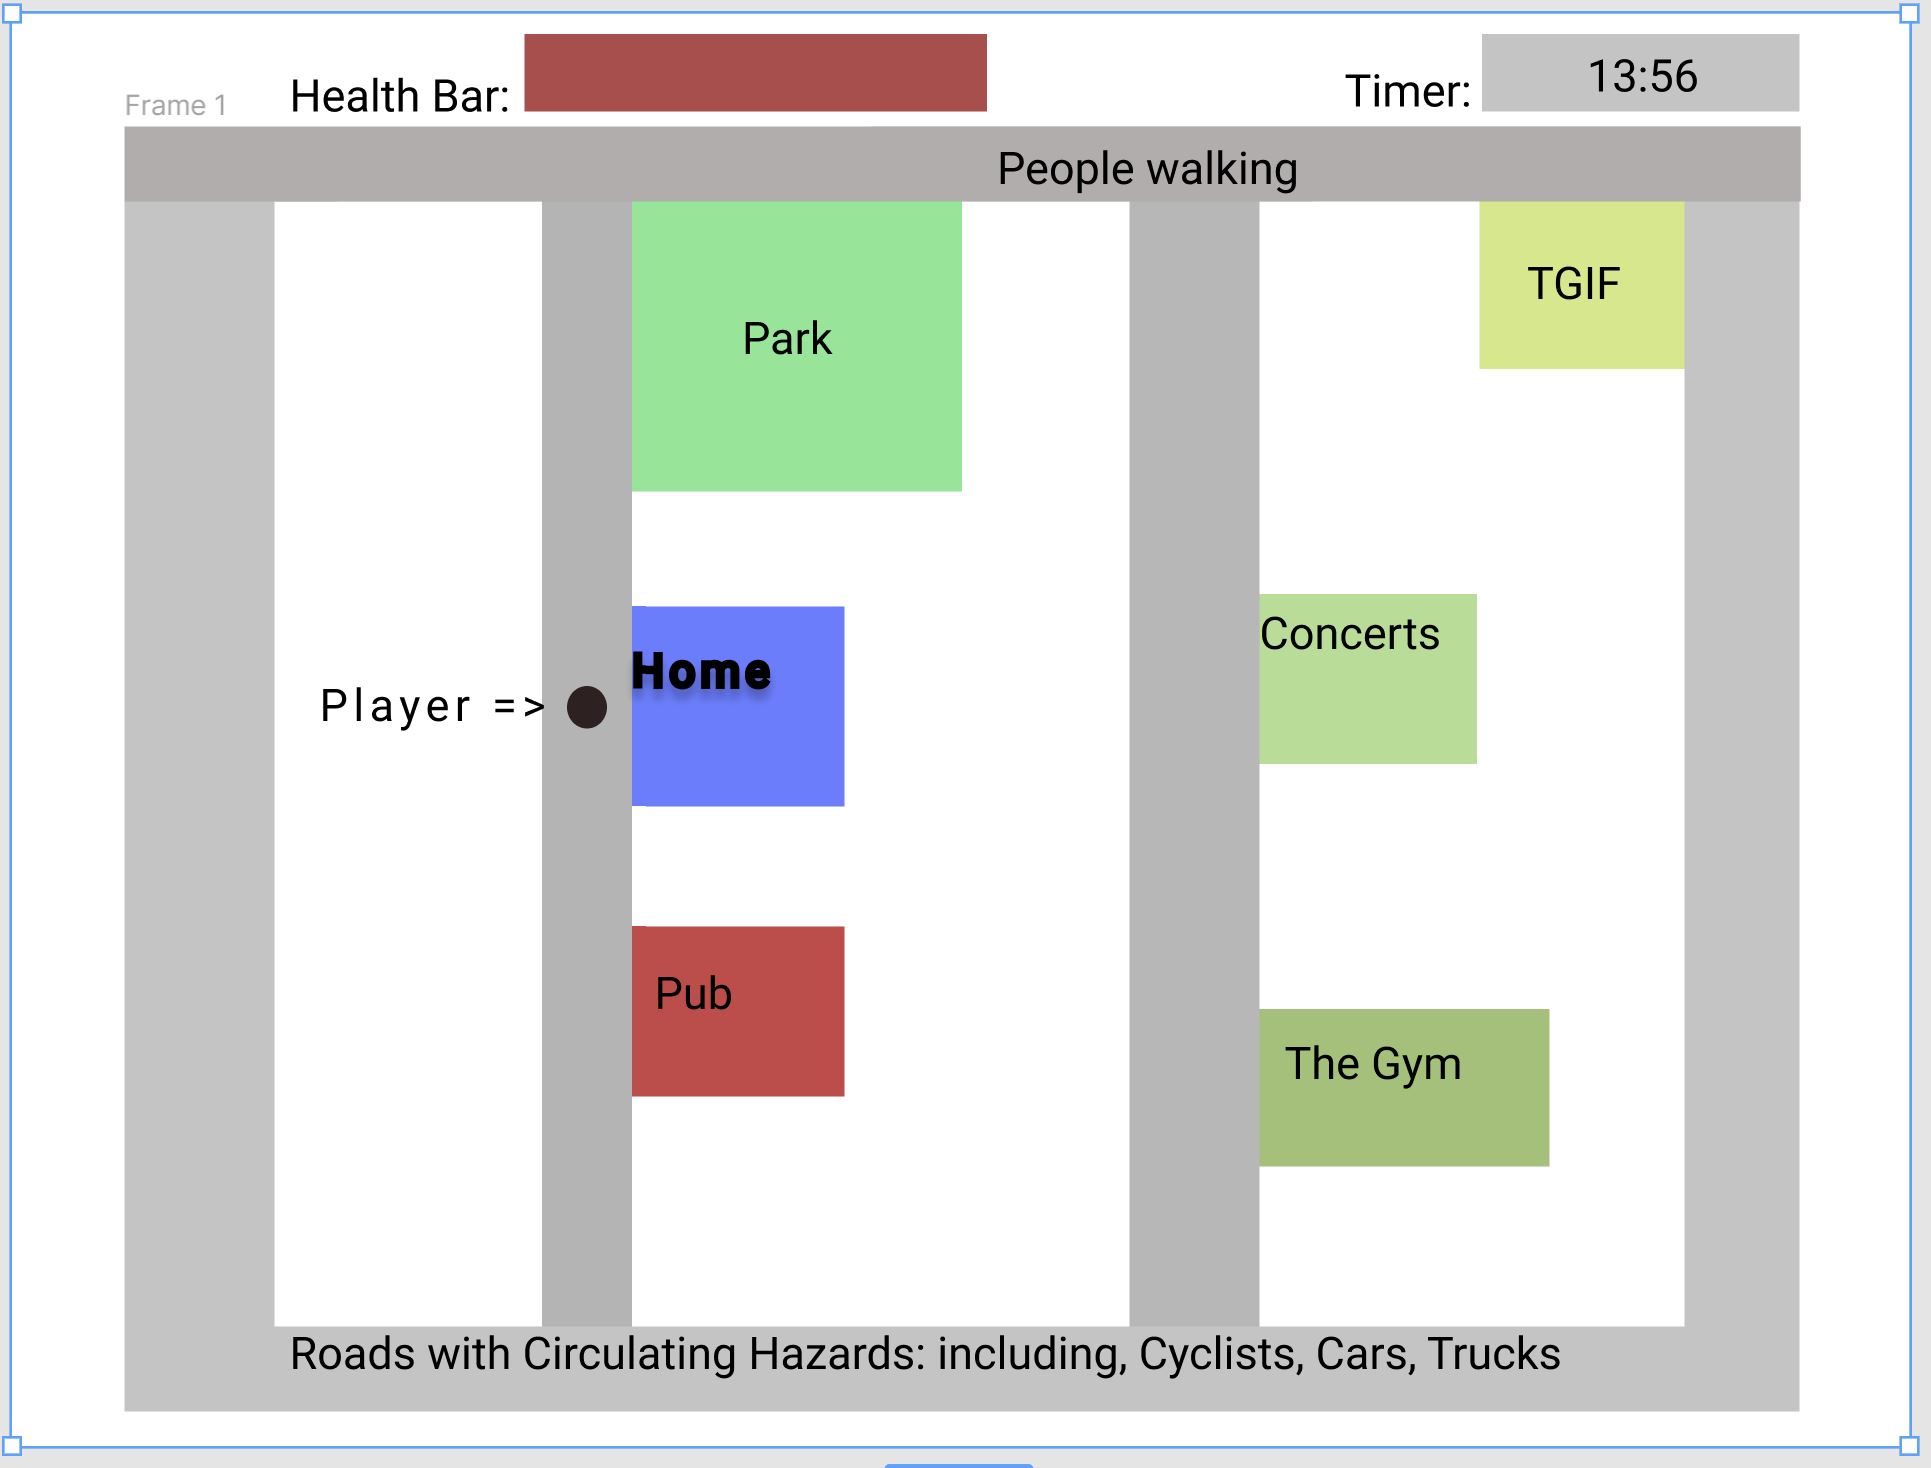 Frame 1
Health Bar:
Timer:
13:56
People walking
TGIF
Park
Concerts
Home
Player =>
Pub
The Gym
Roads with Circulating Hazards: including, Cyclists, Cars, Trucks